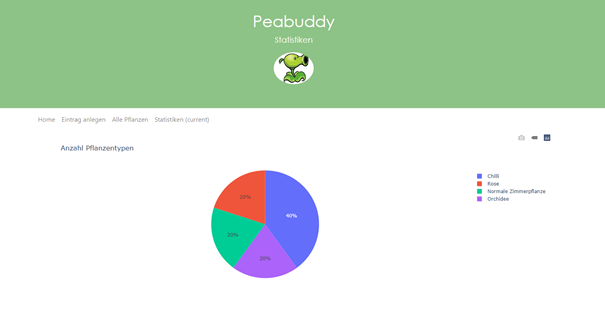 Peabuddy
Statistiken
Home Eintrag anlegen Alle Pflanzen Statistiken (current)
Anzahl Pflanzentypen
Chilli
Rose
Normale Zimmerpflanze
Orchidee
40%
20%
20%
20%